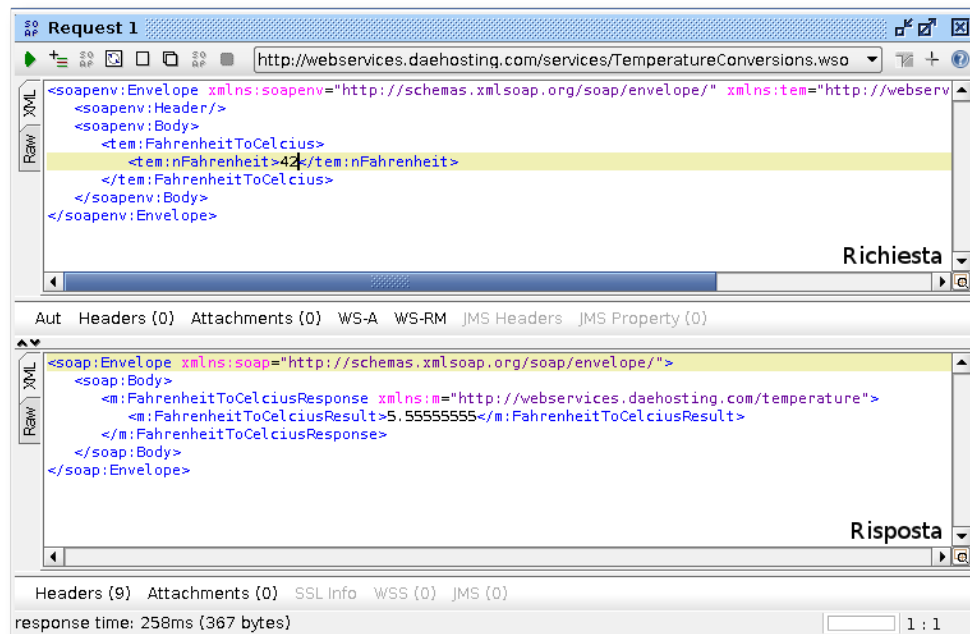 Request 1
http://webservices.daehosting.com/services/TemperatureConversions.wso
XML
Raw
<soapenv:Envelope xmlns:soapenv="http://schemas.xmlsoap.org/soap/envelope/" xmlns:tem="http://webserv
<soapenv:Header/>
<soapenv:Body>
<tem:FahrenheitToCelcius>
<tem:nFahrenheit>42</tem:nFahrenheit>
</tem:FahrenheitToCelcius>
</soapenv:Body>
</soapenv:Envelope>
Richiesta
Aut Headers (0) Attachments (0) WS-A WS-RM JMS Headers JMS Property (0)
XML
Raw
<soap:Envelope xmlns:soap="http://schemas.xmlsoap.org/soap/envelope/">
<soap:Body>
<m:FahrenheitToCelciusResponse xmlns:m="http://webservices.daehosting.com/temperature">
<m:FahrenheitToCelciusResult>5.55555555</m:FahrenheitToCelciusResult>
</m:FahrenheitToCelciusResponse>
</soap:Body>
</soap:Envelope>
Risposta
Headers (9) Attachments (0) SSL Info WSS (0) JMS (0)
response time: 258ms (367 bytes) 1 : 1